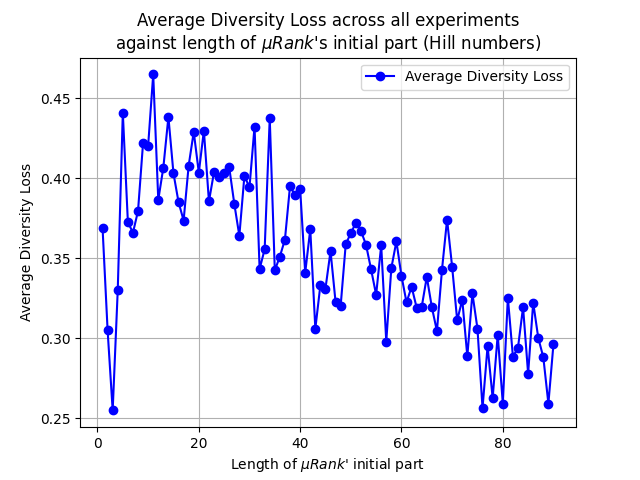 Average Diversity Loss across all experiments
against length of μRank's initial part (Hill numbers)
Average Diversity Loss
0.45
0.40
0.35
0.30
0.25
Average Diversity Loss
0 20 40 60 80
Length of μRank' initial part